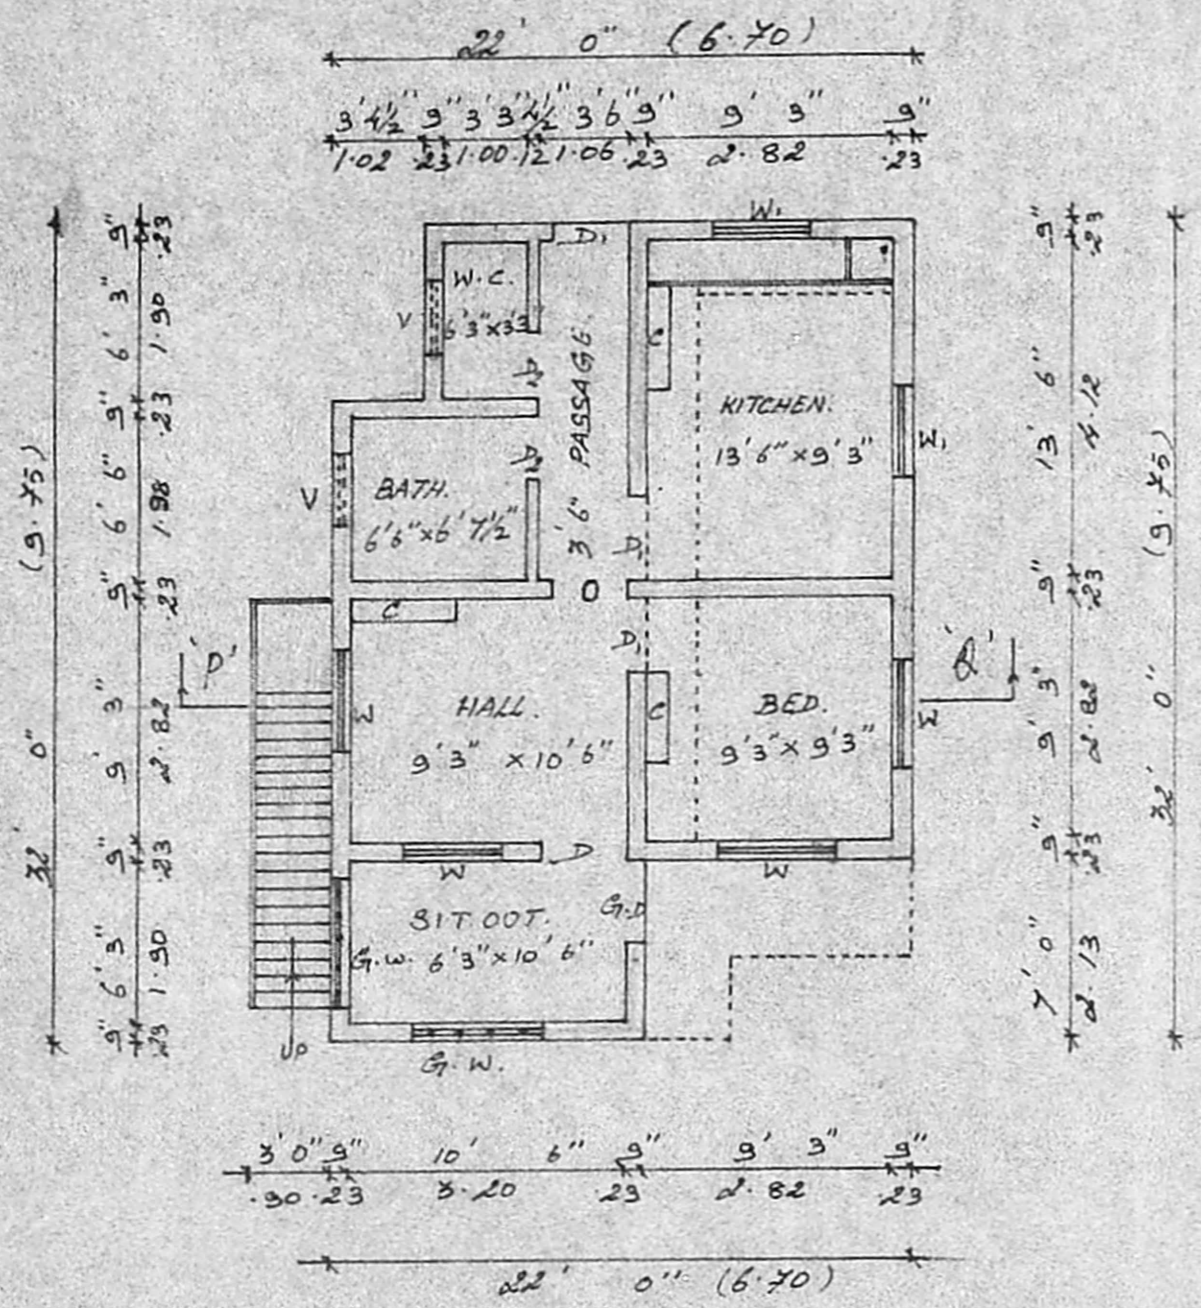 22' 0" (6.70)
3' 4½" 9" 3' 3" 4½" 3' 6" 9" 9' 3" 9"
1.02 .23 1.00 .12 1.06 .23 2.82 .23
W1
D1
W.C.
6'3"x3'3"
V
C
PASSAGE.
3' 6"
KITCHEN.
13'6"x9'3"
W1
D2
D2
V
BATH.
6'6"x6'7½"
D1
O
C
D1
'P'
'Q'
W
HALL.
9'3" x10'6"
C
BED.
9'3"x9'3"
W
W
D
W
G.D
SIT OUT.
G.W. 6'3"x10'6"
UP
G.W.
9" 6' 3" 9" 6' 6" 9" 9' 3" 9" 6' 3" 9"
.23 1.90 .23 1.98 .23 2.82 .23 1.90 .23
32' 0" (9.75)
9" 13' 6" 9" 9' 3" 9" 7' 0"
.23 4.12 .23 2.82 .23 2.13
32' 0" (9.75)
3' 0" 9" 10' 6" 9" 9' 3" 9"
.90 .23 3.20 .23 2.82 .23
22' 0" (6.70)